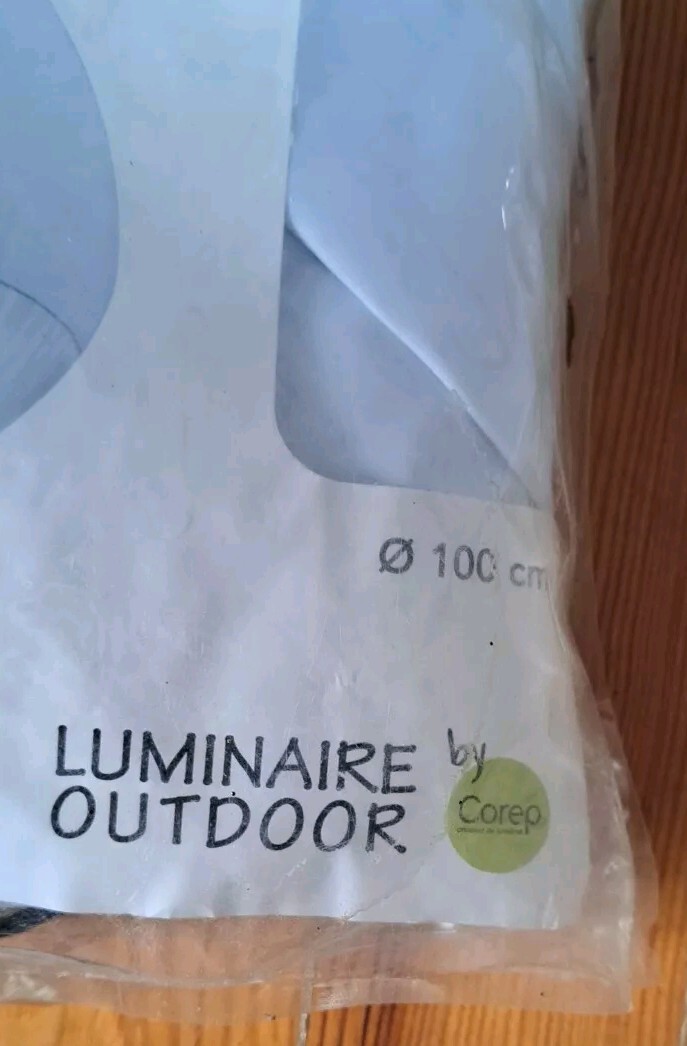 Ø 100 cm
LUMINAIRE
OUTDOOR
by
Corep